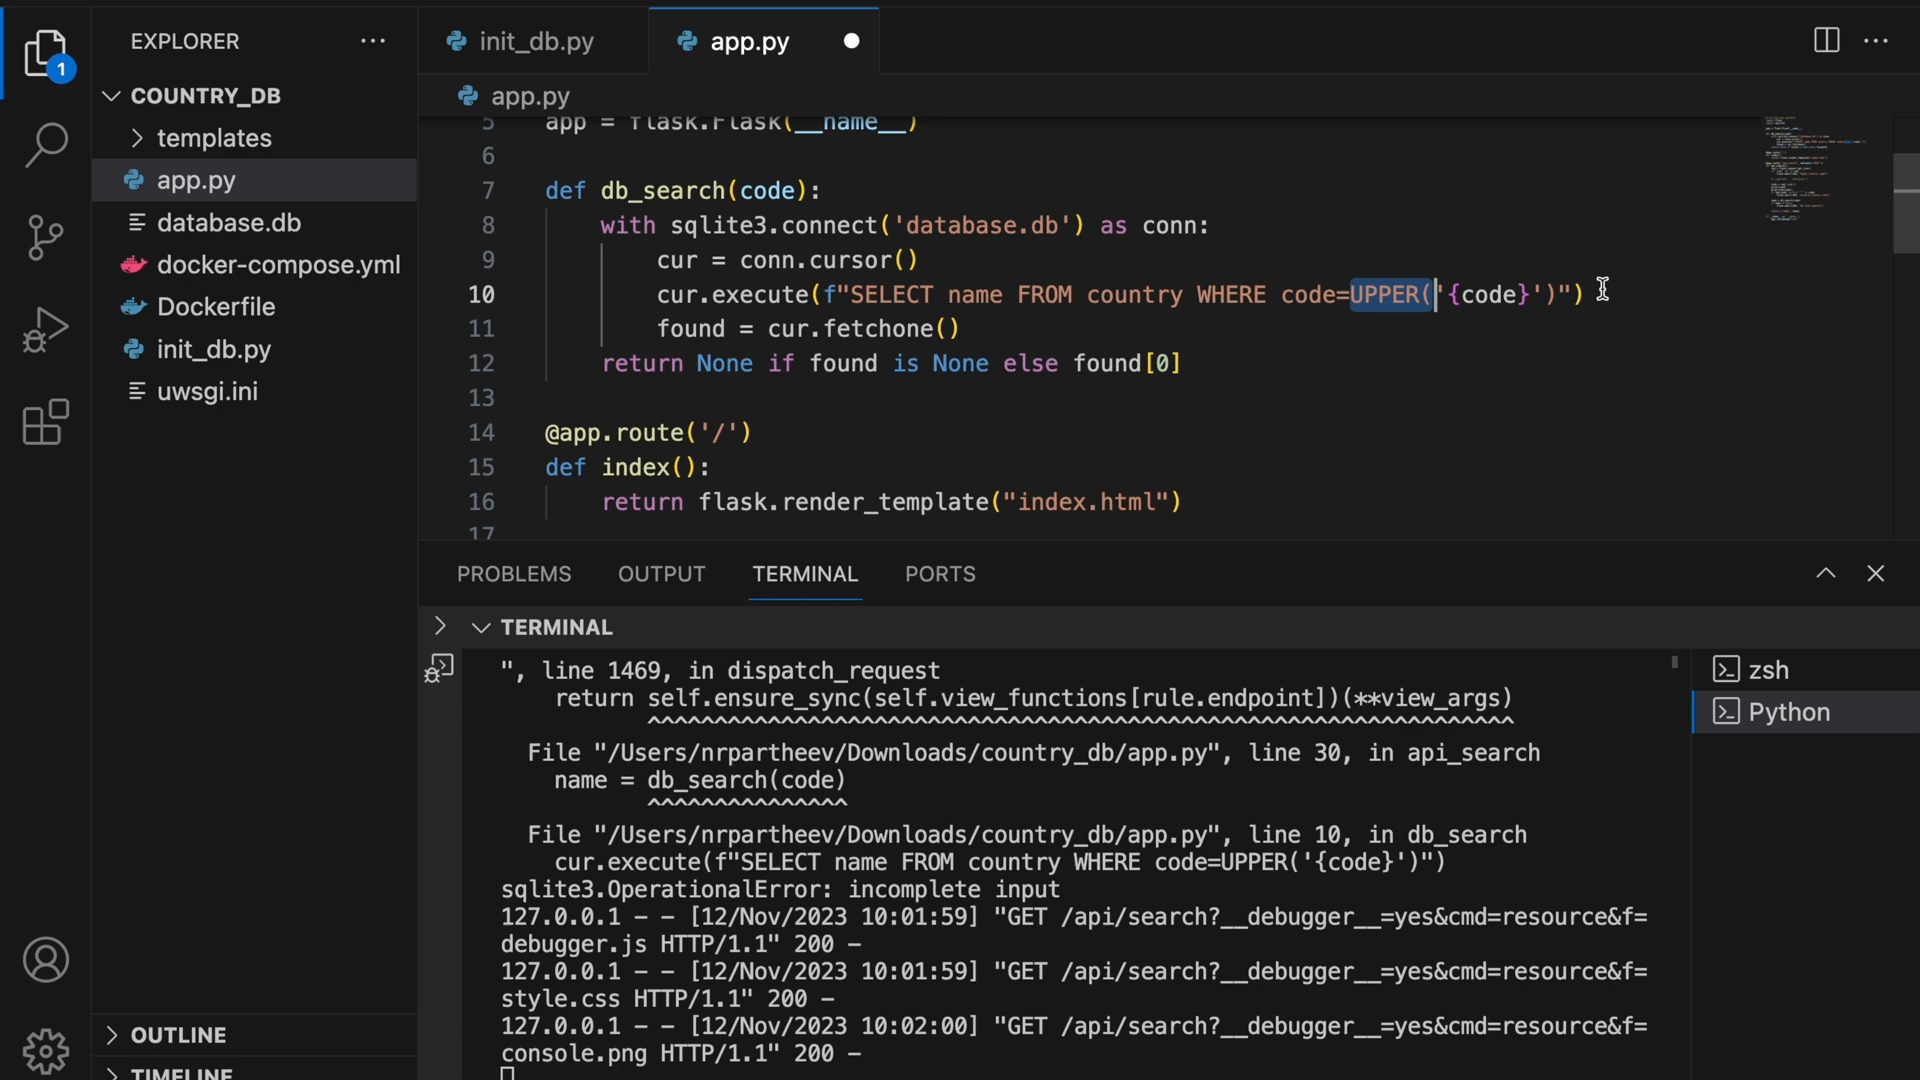 EXPLORER
1
COUNTRY_DB
templates
app.py
database.db
docker-compose.yml
Dockerfile
init_db.py
uwsgi.ini
OUTLINE
TIMELINE
init_db.py
app.py
app.py
5 app = flask.Flask(__name__)
6
7 def db_search(code):
8 with sqlite3.connect('database.db') as conn:
9 cur = conn.cursor()
10 cur.execute(f"SELECT name FROM country WHERE code=UPPER('{code}')")
11 found = cur.fetchone()
12 return None if found is None else found[0]
13
14 @app.route('/')
15 def index():
16 return flask.render_template("index.html")
17
PROBLEMS OUTPUT TERMINAL PORTS
TERMINAL
", line 1469, in dispatch_request
return self.ensure_sync(self.view_functions[rule.endpoint])(**view_args)
^^^^^^^^^^^^^^^^^^^^^^^^^^^^^^^^^^^^^^^^^^^^^^^^^^^^^^^^^^^^^^^^^
File "/Users/nrpartheev/Downloads/country_db/app.py", line 30, in api_search
name = db_search(code)
^^^^^^^^^^^^^^^
File "/Users/nrpartheev/Downloads/country_db/app.py", line 10, in db_search
cur.execute(f"SELECT name FROM country WHERE code=UPPER('{code}')")
sqlite3.OperationalError: incomplete input
127.0.0.1 - - [12/Nov/2023 10:01:59] "GET /api/search?__debugger__=yes&cmd=resource&f=
debugger.js HTTP/1.1" 200 -
127.0.0.1 - - [12/Nov/2023 10:01:59] "GET /api/search?__debugger__=yes&cmd=resource&f=
style.css HTTP/1.1" 200 -
127.0.0.1 - - [12/Nov/2023 10:02:00] "GET /api/search?__debugger__=yes&cmd=resource&f=
console.png HTTP/1.1" 200 -
zsh
Python